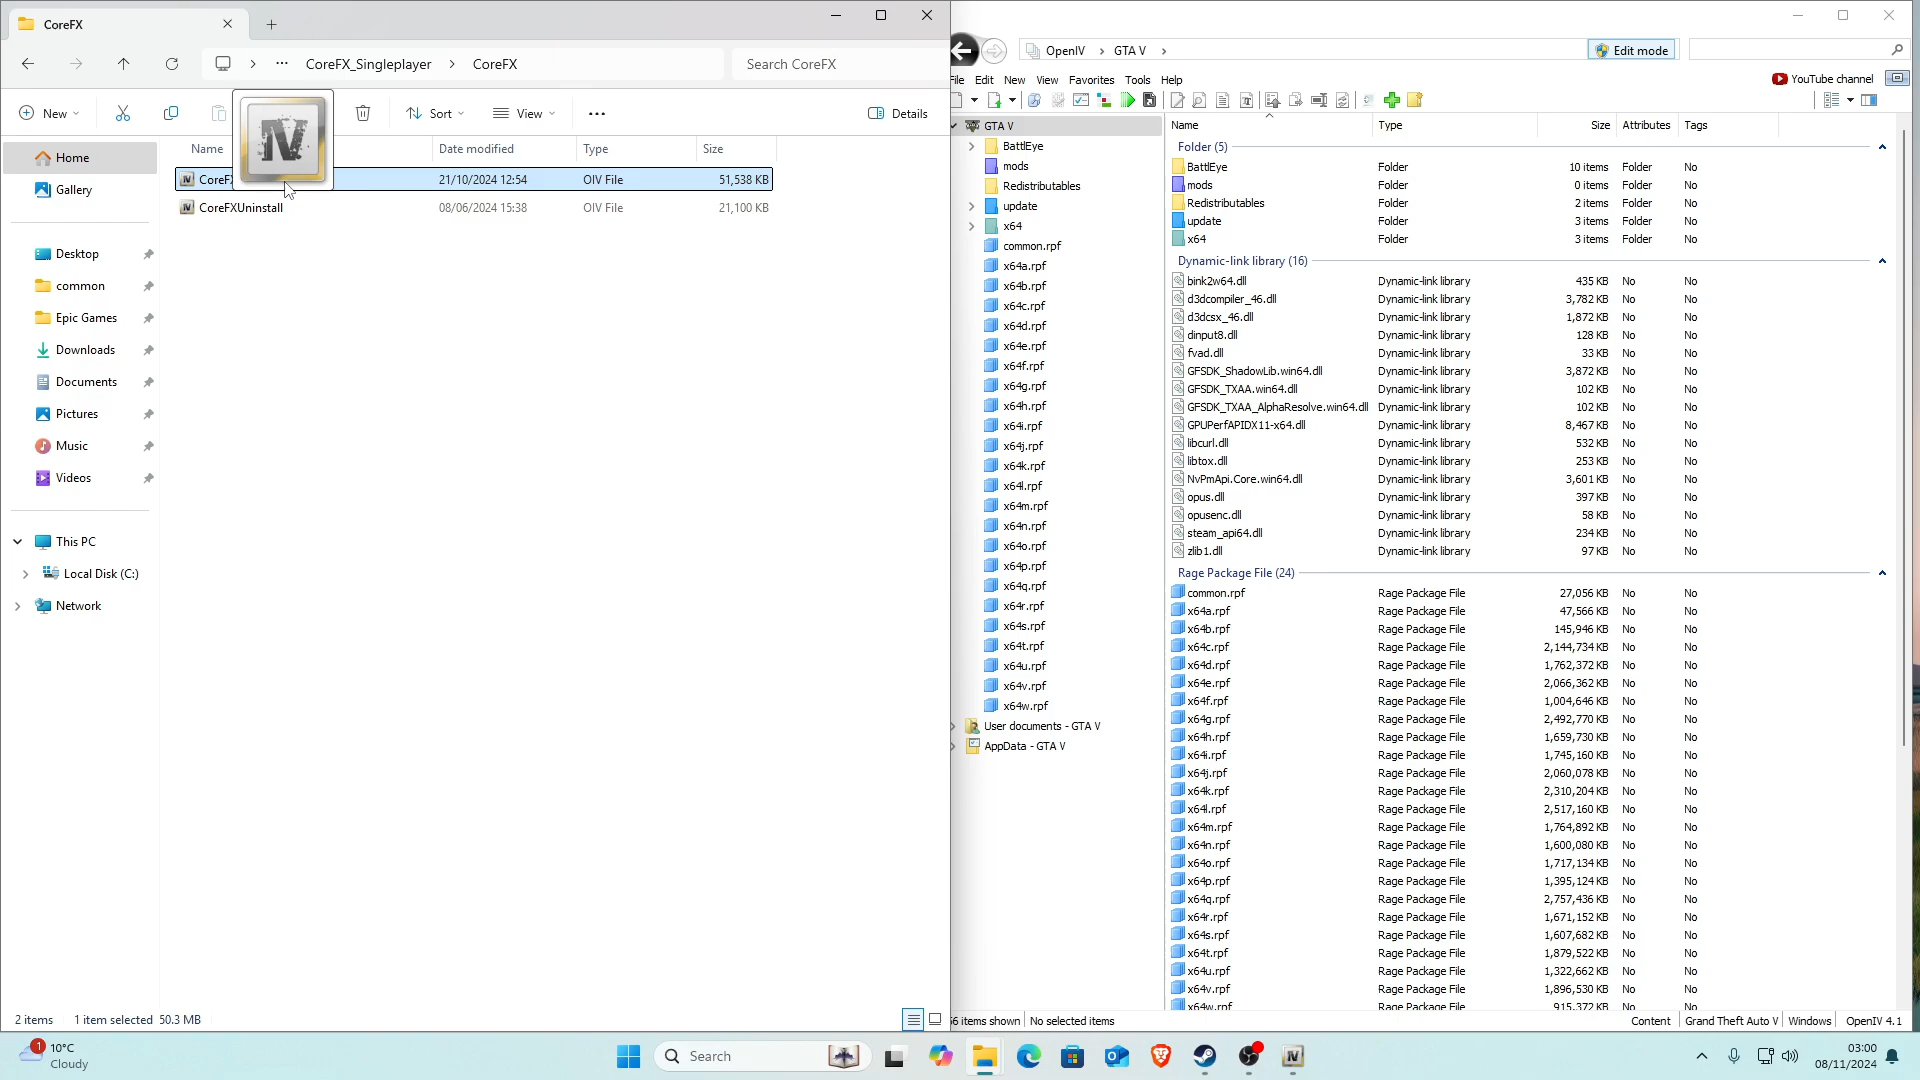 CoreFX
CoreFX_Singleplayer > CoreFX
Search CoreFX
New
Sort
View
Details
Name
Date modified
Type
Size
21/10/2024 12:54
OIV File
51,538 KB
CoreFXUninstall
08/06/2024 15:38
OIV File
21,100 KB
Home
Gallery
Desktop
common
Epic Games
Downloads
Documents
Pictures
Music
Videos
This PC
Local Disk (C:)
Network
2 items
1 item selected 50.3 MB
OpenIV > GTA V >
Edit mode
File Edit New View Favorites Tools Help
YouTube channel
GTA V
BattlEye
mods
Redistributables
update
x64
common.rpf
x64a.rpf
x64b.rpf
x64c.rpf
x64d.rpf
x64e.rpf
x64f.rpf
x64g.rpf
x64h.rpf
x64i.rpf
x64j.rpf
x64k.rpf
x64l.rpf
x64m.rpf
x64n.rpf
x64o.rpf
x64p.rpf
x64q.rpf
x64r.rpf
x64s.rpf
x64t.rpf
x64u.rpf
x64v.rpf
x64w.rpf
User documents - GTA V
AppData - GTA V
Name Type Size Attributes Tags
Folder (5)
BattlEye Folder 10 items Folder No
mods Folder 0 items Folder No
Redistributables Folder 2 items Folder No
update Folder 3 items Folder No
x64 Folder 3 items Folder No
Dynamic-link library (16)
bink2w64.dll Dynamic-link library 435 KB No No
d3dcompiler_46.dll Dynamic-link library 3,782 KB No No
d3dcsx_46.dll Dynamic-link library 1,872 KB No No
dinput8.dll Dynamic-link library 128 KB No No
fvad.dll Dynamic-link library 33 KB No No
GFSDK_ShadowLib.win64.dll Dynamic-link library 3,872 KB No No
GFSDK_TXAA.win64.dll Dynamic-link library 102 KB No No
GFSDK_TXAA_AlphaResolve.win64.dll Dynamic-link library 102 KB No No
GPUPerfAPIDX11-x64.dll Dynamic-link library 8,467 KB No No
libcurl.dll Dynamic-link library 532 KB No No
libtox.dll Dynamic-link library 253 KB No No
NvPmApi.Core.win64.dll Dynamic-link library 3,601 KB No No
opus.dll Dynamic-link library 397 KB No No
opusenc.dll Dynamic-link library 58 KB No No
steam_api64.dll Dynamic-link library 234 KB No No
zlib1.dll Dynamic-link library 97 KB No No
Rage Package File (24)
common.rpf Rage Package File 27,056 KB No No
x64a.rpf Rage Package File 47,566 KB No No
x64b.rpf Rage Package File 145,946 KB No No
x64c.rpf Rage Package File 2,144,734 KB No No
x64d.rpf Rage Package File 1,762,372 KB No No
x64e.rpf Rage Package File 2,066,362 KB No No
x64f.rpf Rage Package File 1,004,646 KB No No
x64g.rpf Rage Package File 2,492,770 KB No No
x64h.rpf Rage Package File 1,659,730 KB No No
x64i.rpf Rage Package File 1,745,160 KB No No
x64j.rpf Rage Package File 2,060,078 KB No No
x64k.rpf Rage Package File 2,310,204 KB No No
x64l.rpf Rage Package File 2,517,160 KB No No
x64m.rpf Rage Package File 1,764,892 KB No No
x64n.rpf Rage Package File 1,600,080 KB No No
x64o.rpf Rage Package File 1,717,134 KB No No
x64p.rpf Rage Package File 1,395,124 KB No No
x64q.rpf Rage Package File 2,757,436 KB No No
x64r.rpf Rage Package File 1,671,152 KB No No
x64s.rpf Rage Package File 1,607,682 KB No No
x64t.rpf Rage Package File 1,879,522 KB No No
x64u.rpf Rage Package File 1,322,662 KB No No
x64v.rpf Rage Package File 1,896,530 KB No No
x64w.rpf Rage Package File 915,372 KB No No
items shown No selected items
Content Grand Theft Auto V Windows OpenIV 4.1
1
10°C
Cloudy
Search
03:00
08/11/2024